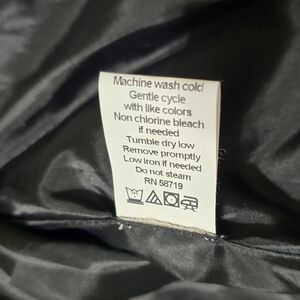 Machine wash cold
Gentle cycle
with like colors
Non chlorine bleach
if needed
Tumble dry low
Remove promptly
Low iron if needed
Do not steam
RN 58719